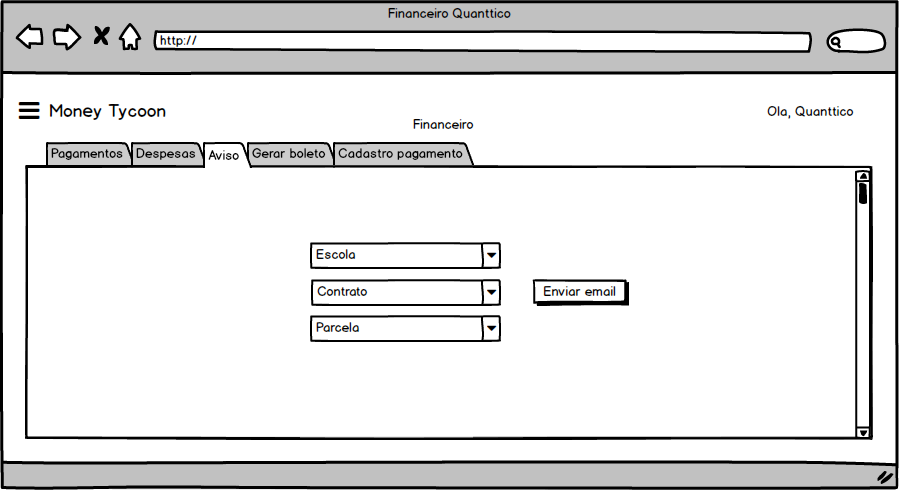 Financeiro Quanttico
http://
Money Tycoon
Ola, Quanttico
Financeiro
Pagamentos Despesas Aviso Gerar boleto Cadastro pagamento
Escola
Contrato Enviar email
Parcela